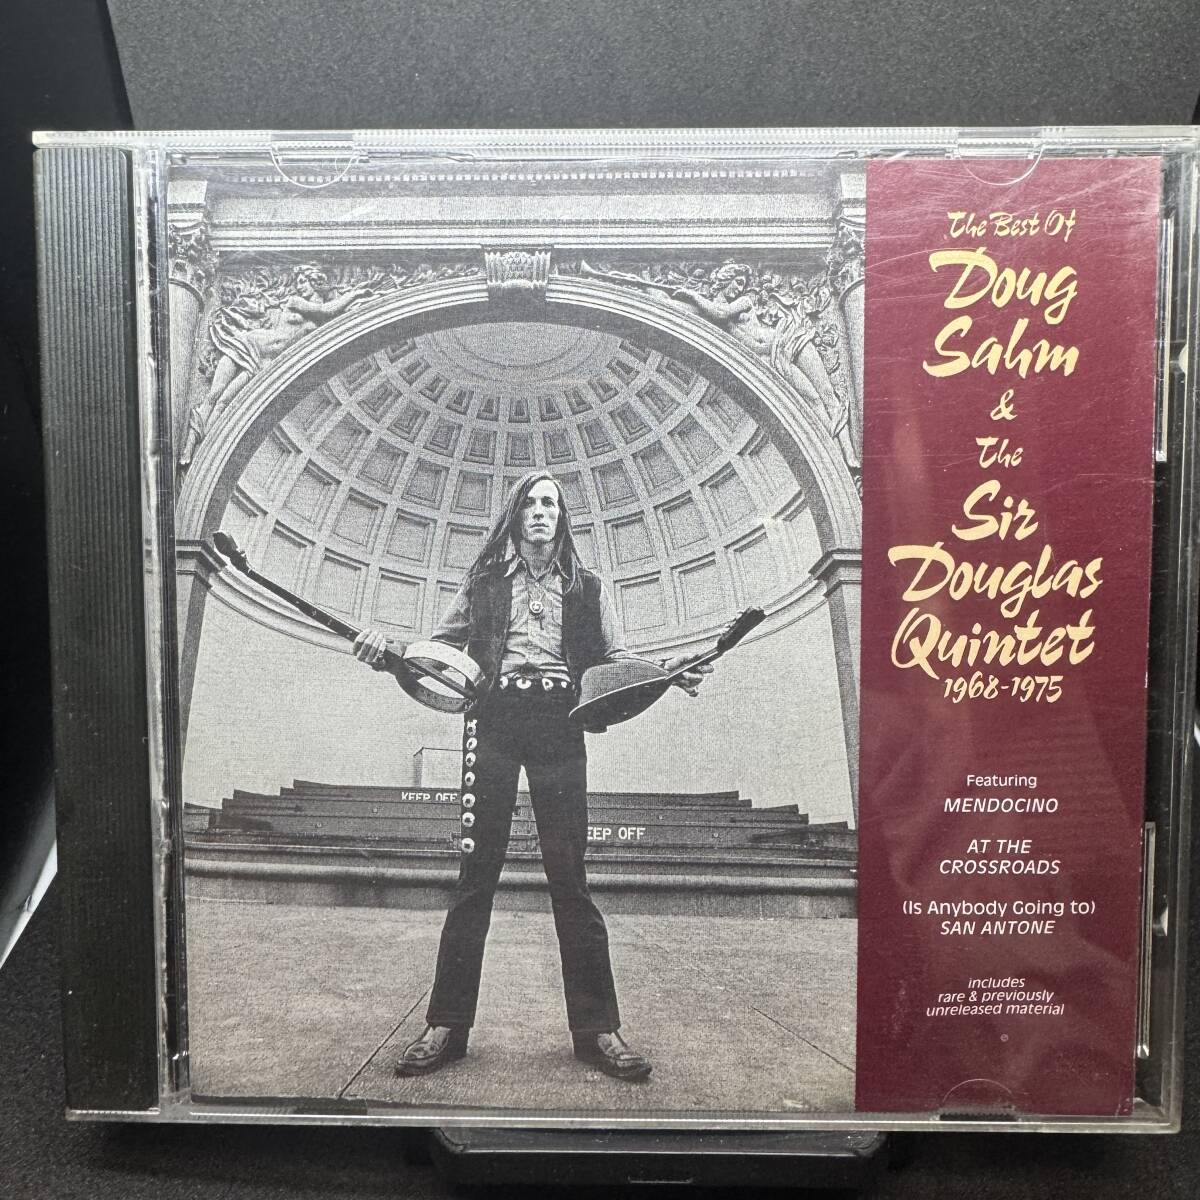 The Best Of
Doug
Sahm
&
The
Sir
Douglas
Quintet
1968-1975
Featuring
MENDOCINO
AT THE
CROSSROADS
(Is Anybody Going to)
SAN ANTONE
includes
rare & previously
unreleased material
KEEP OFF
EEP OFF